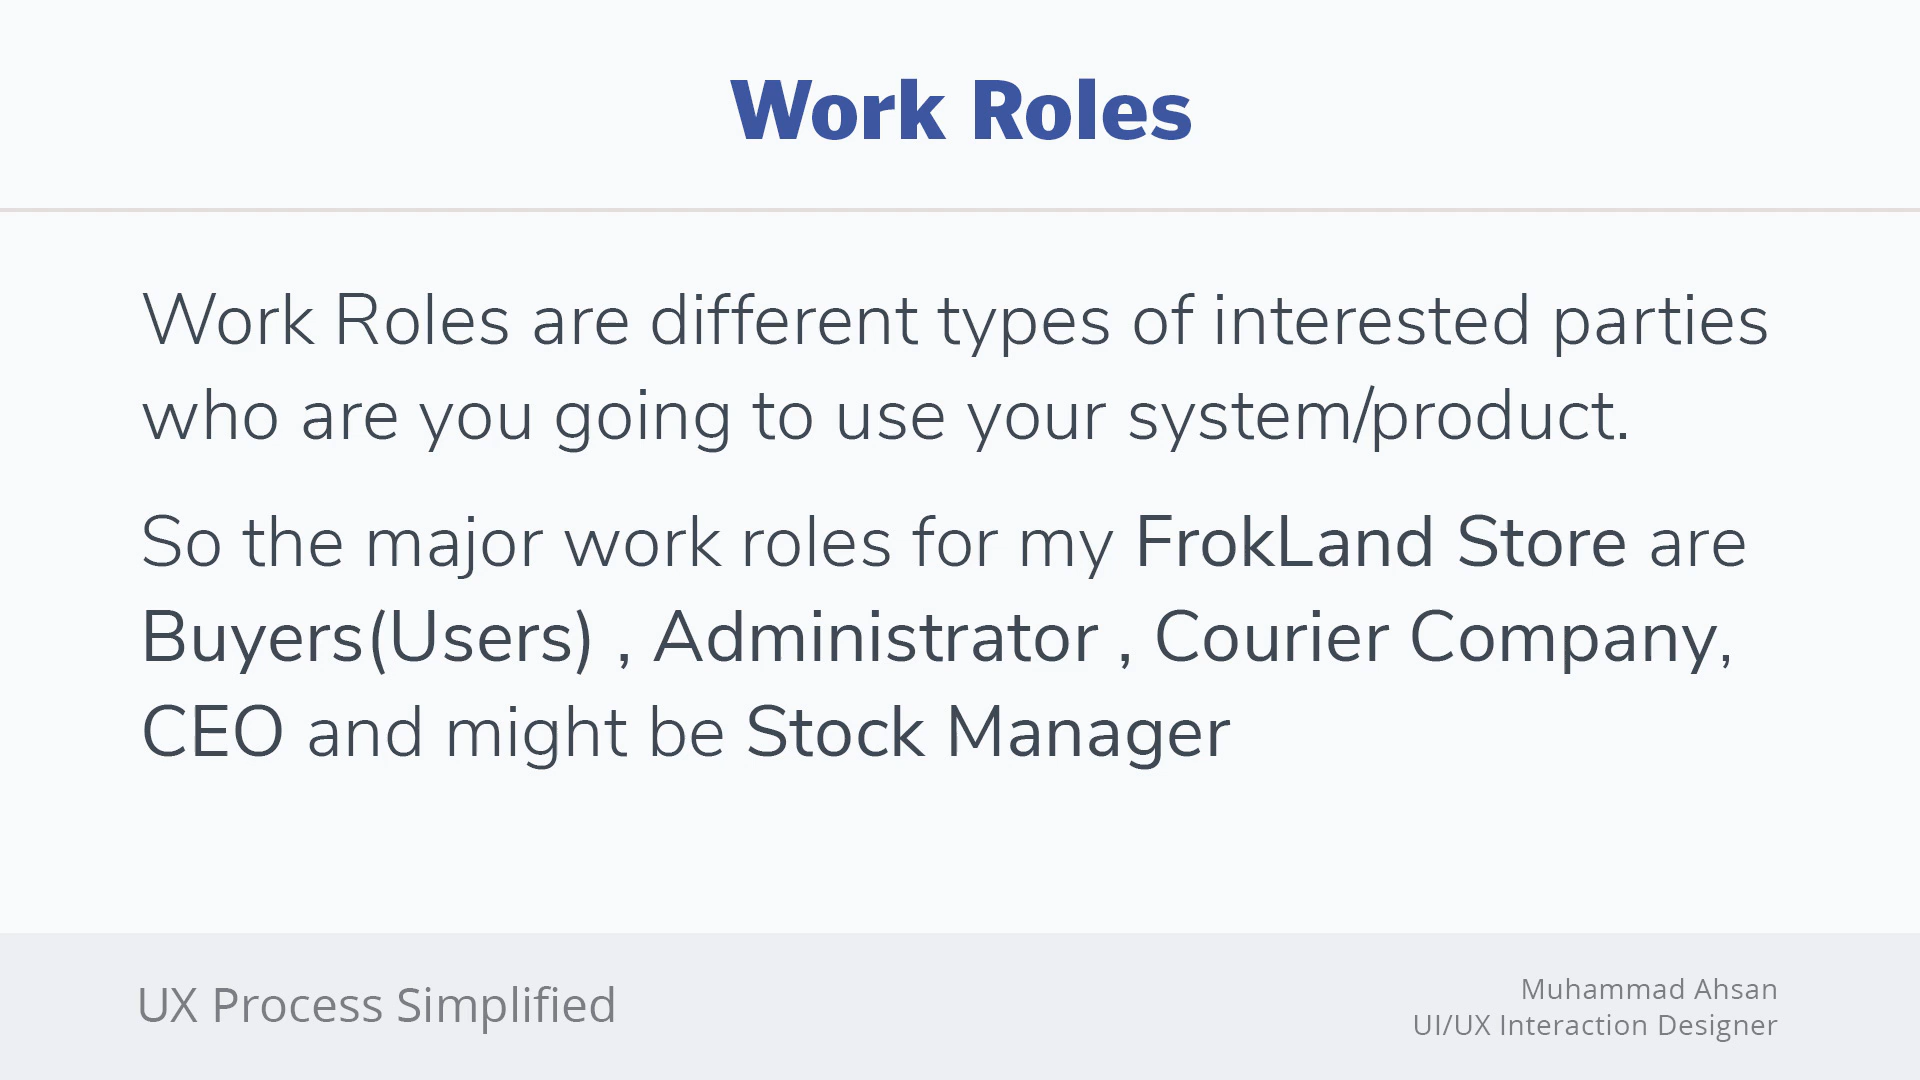 Work Roles
Work Roles are different types of interested parties
who are you going to use your system/product.
So the major work roles for my FrokLand Store are
Buyers(Users) , Administrator , Courier Company,
CEO and might be Stock Manager
UX Process Simplified
Muhammad Ahsan
UI/UX Interaction Designer